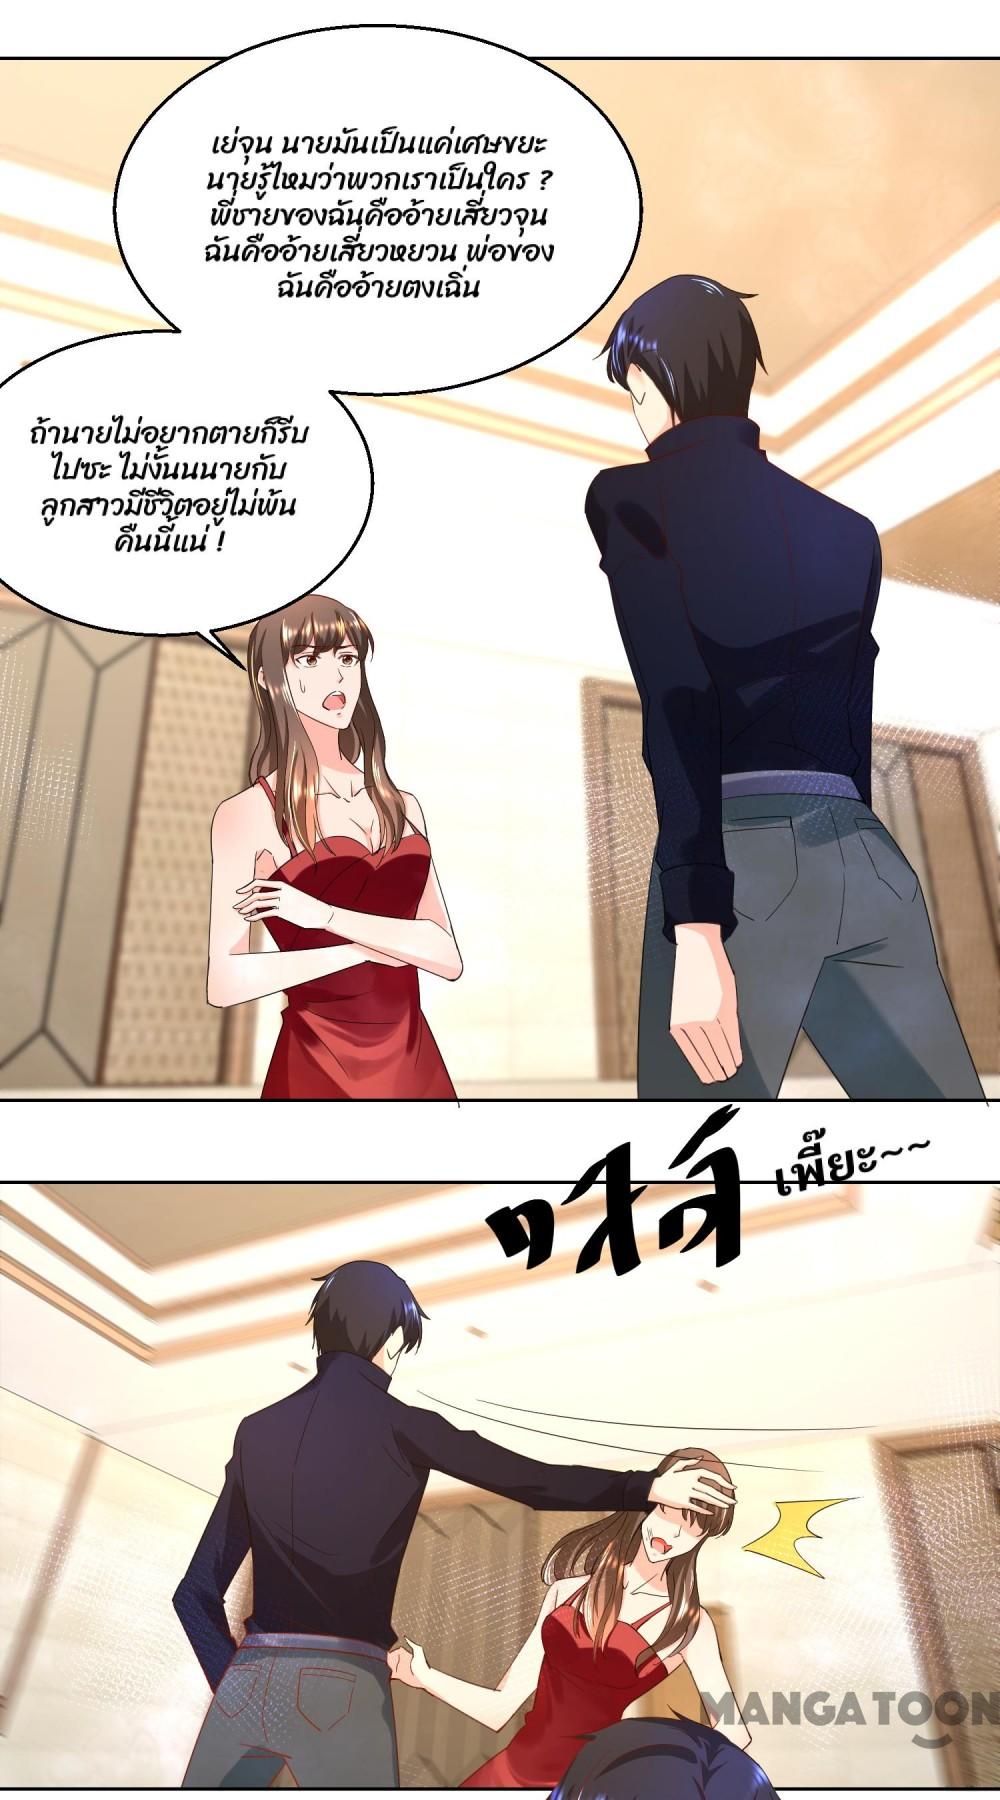 เย่จุน นายมันเป็นแค่เศษขยะ
นายรู้ไหมว่าพวกเราเป็นใคร ?
พี่ชายของฉันคืออ้ายเสี่ยวจุน
ฉันคืออ้ายเสี่ยวหยวน พ่อของ
ฉันคืออ้ายตงเฉิ่น
ถ้านายไม่อยากตายก็รีบ
ไปซะ ไม่งั้นนนายกับ
ลูกสาวมีชีวิตอยู่ไม่พ้น
คืนนี้แน่ !
เพี๊ยะ~~
MANGATOON